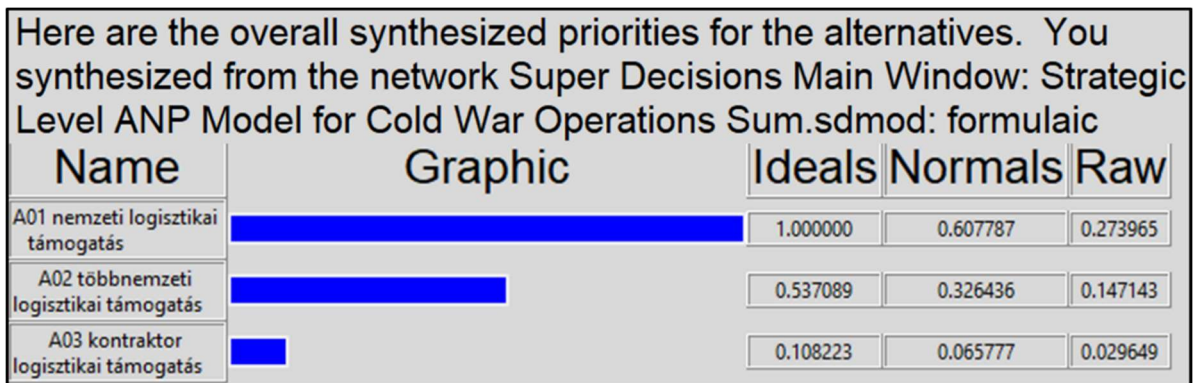 Here are the overall synthesized priorities for the alternatives. You
synthesized from the network Super Decisions Main Window: Strategic
Level ANP Model for Cold War Operations Sum.sdmod: formulaic
Name Graphic Ideals Normals Raw
A01 nemzeti logisztikai
támogatás
1.000000 0.607787 0.273965
A02 többnemzeti
logisztikai támogatás
0.537089 0.326436 0.147143
A03 kontraktor
logisztikai támogatás
0.108223 0.065777 0.029649